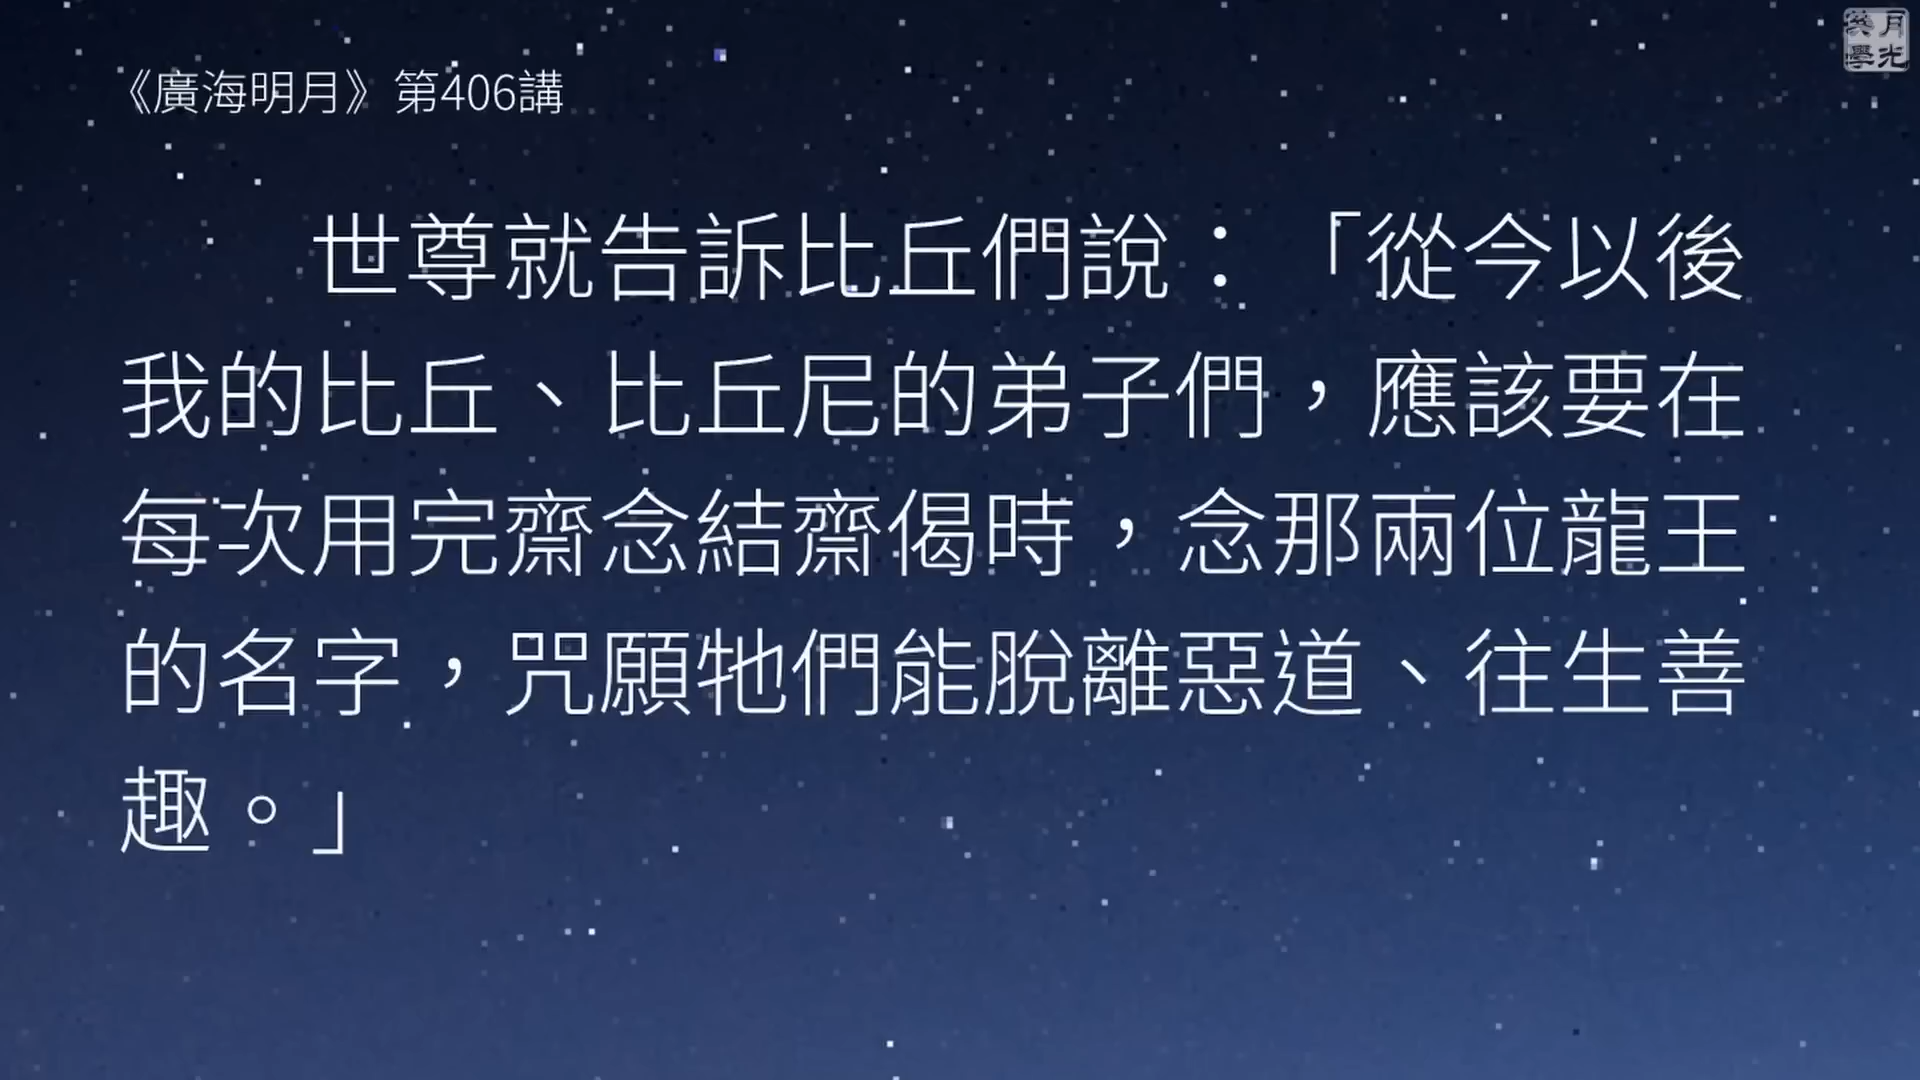 《廣海明月》第406講
世尊就告訴比丘們說：「從今以後
我的比丘、比丘尼的弟子們，應該要在
每次用完齋念結齋偈時，念那兩位龍王
的名字，咒願牠們能脫離惡道、往生善
趣。」
月光
學